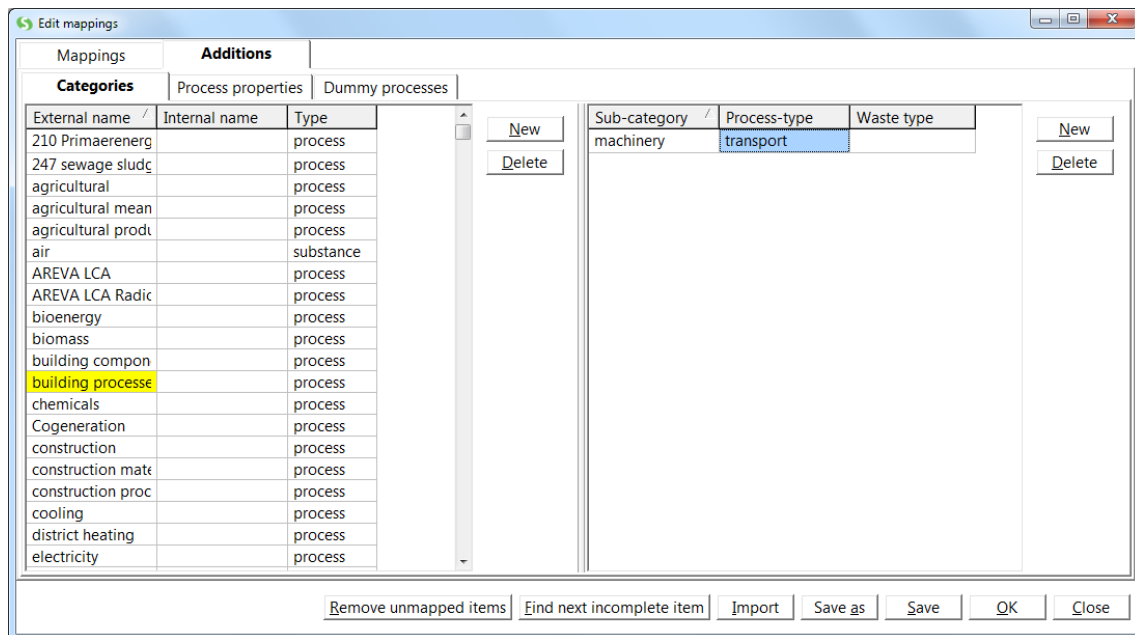 Edit mappings
Mappings Additions
Categories Process properties Dummy processes
External name Internal name Type New Sub-category Process-type Waste type New
210 Primaerenerg process machinery transport
247 sewage sludg process Delete Delete
agricultural process
agricultural mean process
agricultural produ process
air substance
AREVA LCA process
AREVA LCA Radic process
bioenergy process
biomass process
building compon process
building processe process
chemicals process
Cogeneration process
construction process
construction mate process
construction proc process
cooling process
district heating process
electricity process
Remove unmapped items Find next incomplete item Import Save as Save OK Close